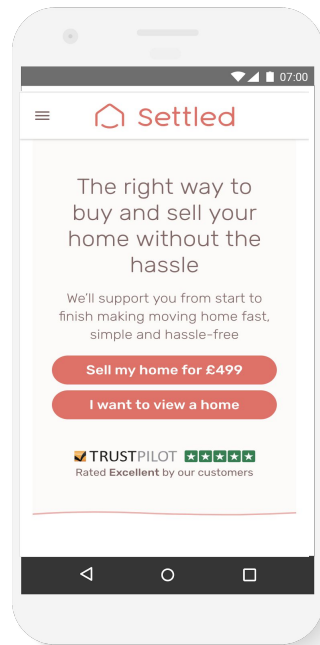 07:00
Settled
The right way to
buy and sell your
home without the
hassle
We'll support you from start to
finish making moving home fast,
simple and hassle-free
Sell my home for £499
I want to view a home
TRUSTPILOT
Rated Excellent by our customers